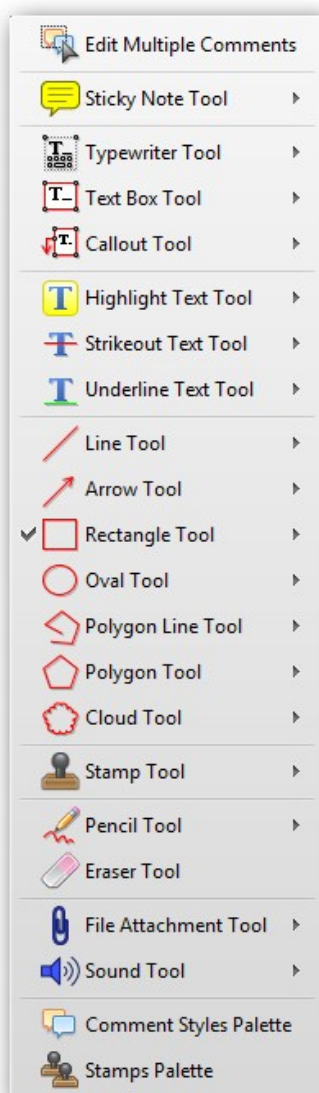 Edit Multiple Comments
Sticky Note Tool
Typewriter Tool
Text Box Tool
Callout Tool
Highlight Text Tool
Strikeout Text Tool
Underline Text Tool
Line Tool
Arrow Tool
Rectangle Tool
Oval Tool
Polygon Line Tool
Polygon Tool
Cloud Tool
Stamp Tool
Pencil Tool
Eraser Tool
File Attachment Tool
Sound Tool
Comment Styles Palette
Stamps Palette